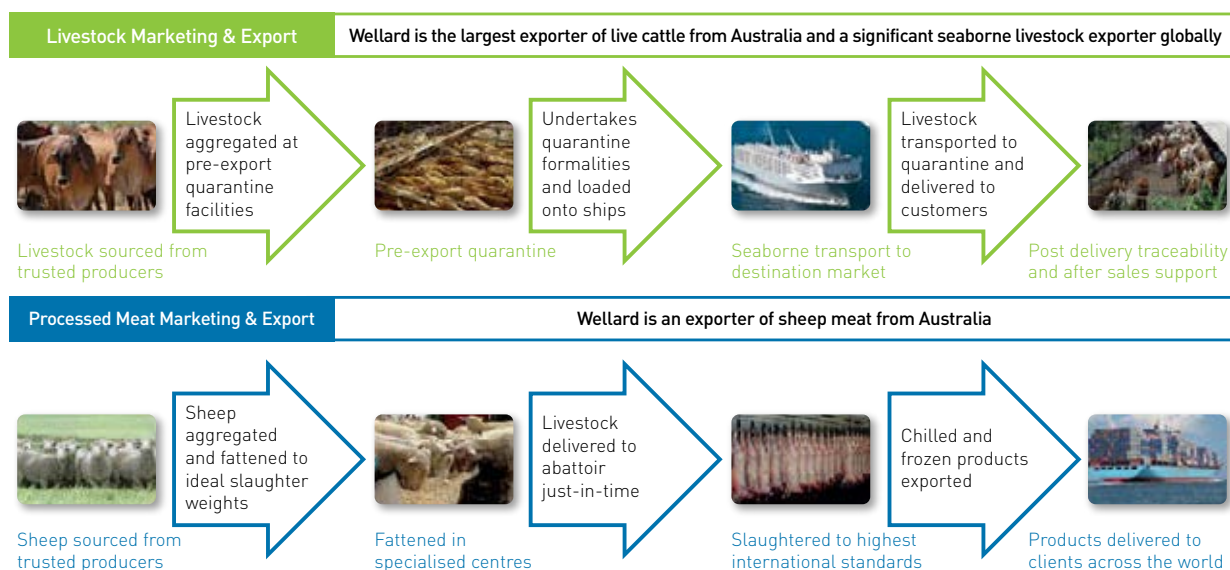 Livestock Marketing & Export
Wellard is the largest exporter of live cattle from Australia and a significant seaborne livestock exporter globally
Livestock
aggregated at
pre-export
quarantine
facilities
Undertakes
quarantine
formalities
and loaded
onto ships
Livestock
transported to
quarantine and
delivered to
customers
Livestock sourced from
trusted producers
Pre-export quarantine
Seaborne transport to
destination market
Post delivery traceability
and after sales support
Processed Meat Marketing & Export
Wellard is an exporter of sheep meat from Australia
Sheep
aggregated
and fattened to
ideal slaughter
weights
Livestock
delivered to
abattoir
just-in-time
Chilled and
frozen products
exported
Sheep sourced from
trusted producers
Fattened in
specialised centres
Slaughtered to highest
international standards
Products delivered to
clients across the world